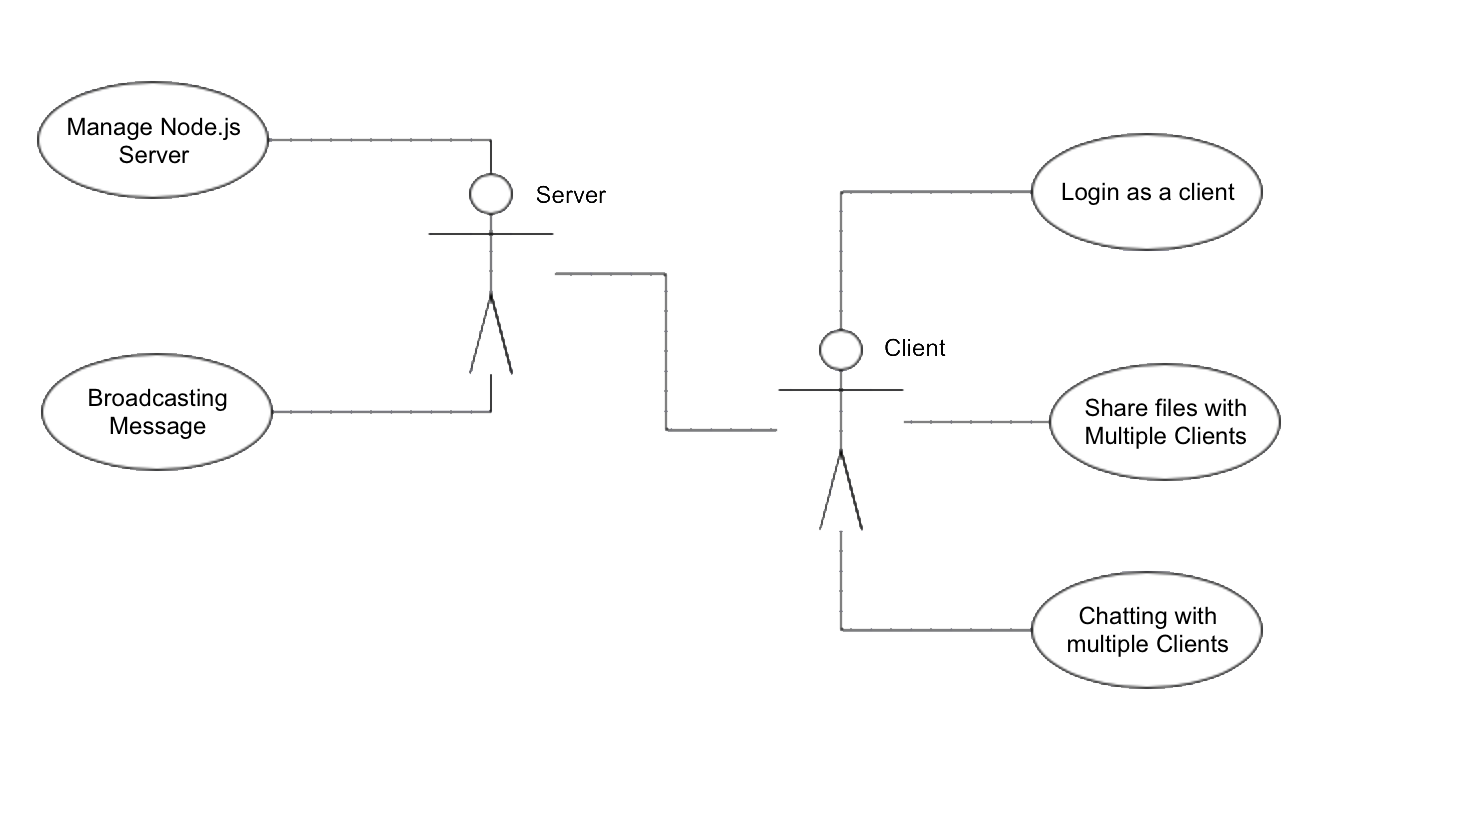 Manage Node.js
Server
Server
Broadcasting
Message
Login as a client
Client
Share files with
Multiple Clients
Chatting with
multiple Clients